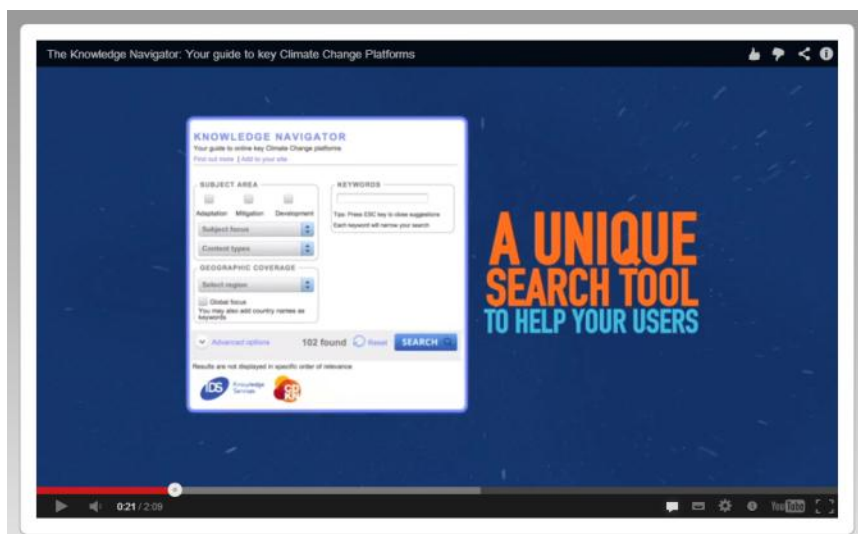 The Knowledge Navigator: Your guide to key Climate Change Platforms
KNOWLEDGE NAVIGATOR
Your guide to online key Climate Change platforms
Find out more | Add to your site
SUBJECT AREA
Adaptation Mitigation Development
Subject focus
Content types
GEOGRAPHIC COVERAGE
Select region
Global focus
You may also add country names as
keywords
KEYWORDS
Tips: Press ESC key to close suggestions
Each keyword will narrow your search
Advanced options 102 found Reset SEARCH
Results are not displayed in specific order of relevance
IDS Knowledge
Services
CD
KN
A UNIQUE
SEARCH TOOL
TO HELP YOUR USERS
0:21 / 2:09
YouTube